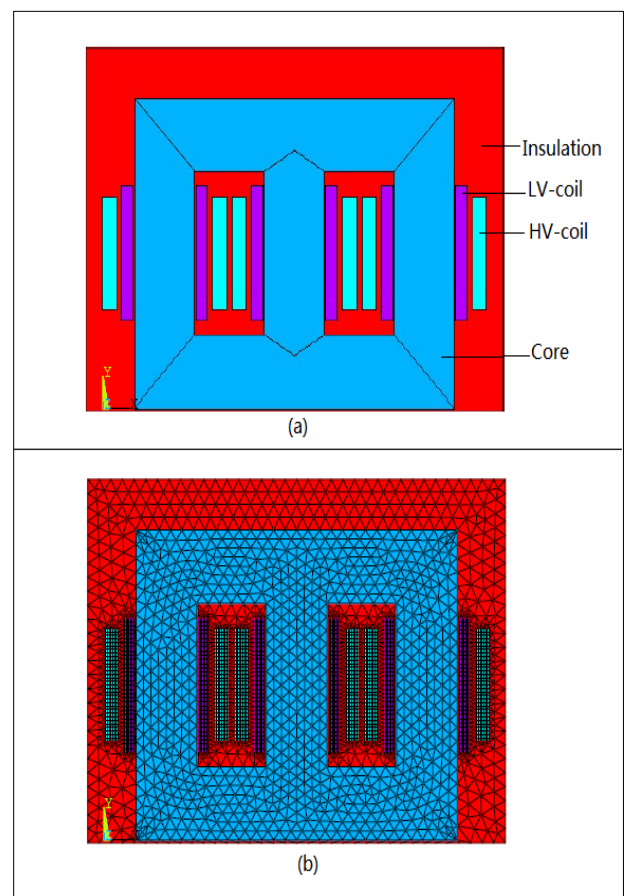 Insulation
LV-coil
HV-coil
Core
Y
X
(a)
Y
(b)